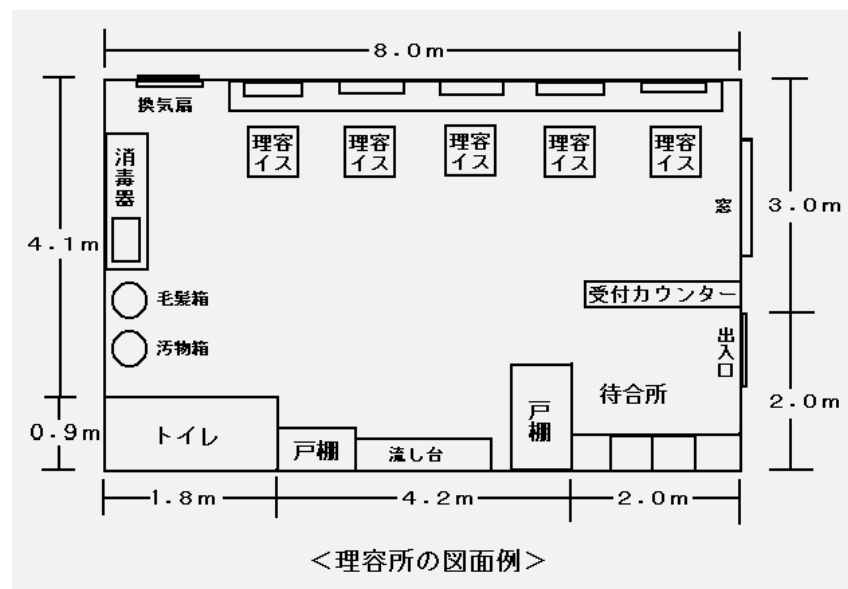 8.0m
換気扇
理容
イス
理容
イス
理容
イス
理容
イス
理容
イス
消毒器
窓
3.0m
4.1m
毛髪箱
受付カウンター
汚物箱
出入口
待合所
戸棚
2.0m
0.9m
トイレ
戸棚
流し台
1.8m
4.2m
2.0m
<理容所の図面例>